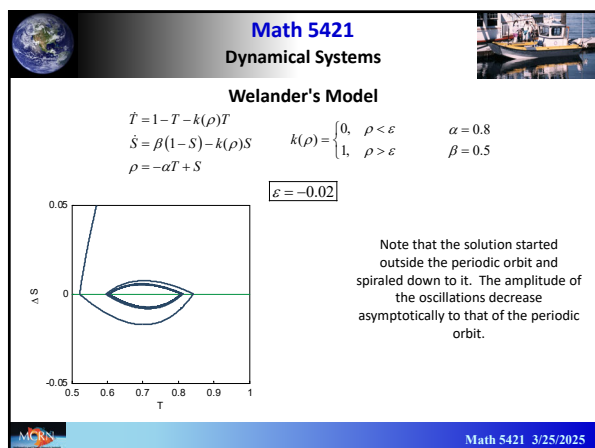 Math 5421
Dynamical Systems
Welander's Model
Ṫ = 1 − T − k(ρ)T
Ṡ = β(1 − S) − k(ρ)S
ρ = −αT + S
k(ρ) = {0, ρ < ε
1, ρ > ε
α = 0.8
β = 0.5
ε = −0.02
0.05
0
-0.05
Δ S
0.5 0.6 0.7 0.8 0.9 1
T
Note that the solution started
outside the periodic orbit and
spiraled down to it. The amplitude of
the oscillations decrease
asymptotically to that of the periodic
orbit.
MCRN
Math 5421 3/25/2025